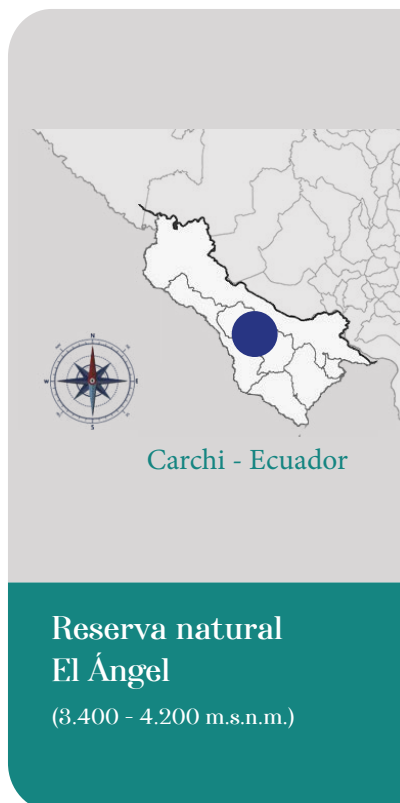 N
W
E
S
Carchi - Ecuador
Reserva natural
El Ángel
(3.400 - 4.200 m.s.n.m.)